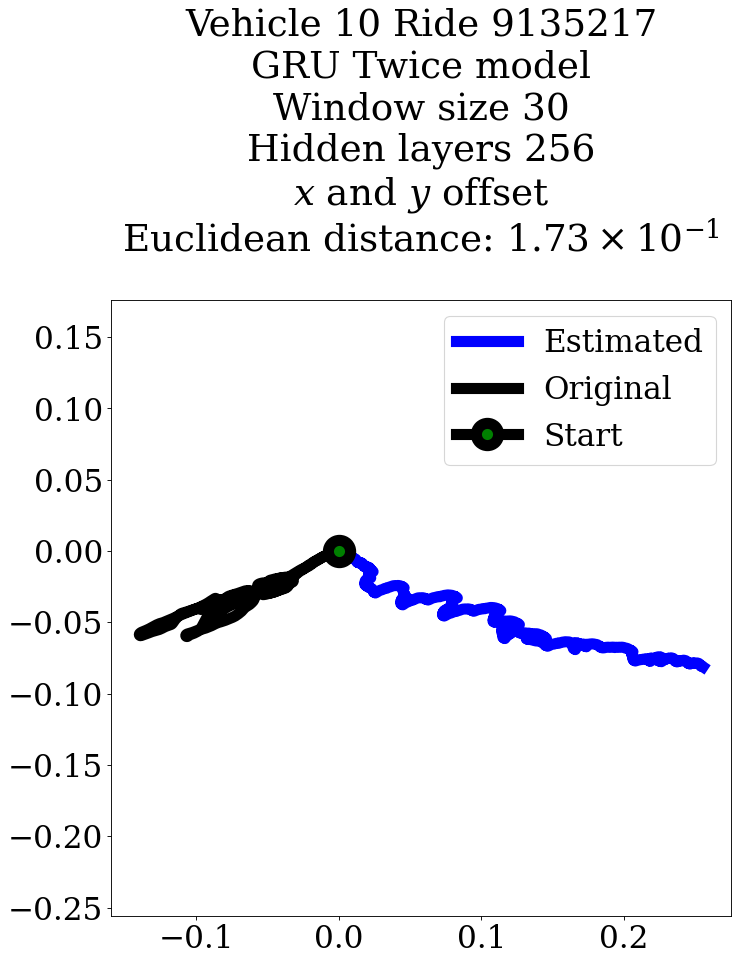 Vehicle 10 Ride 9135217
GRU Twice model
Window size 30
Hidden layers 256
x and y offset
Euclidean distance: 1.73 × 10⁻¹
Estimated
Original
Start
0.15
0.10
0.05
0.00
−0.05
−0.10
−0.15
−0.20
−0.25
−0.1 0.0 0.1 0.2